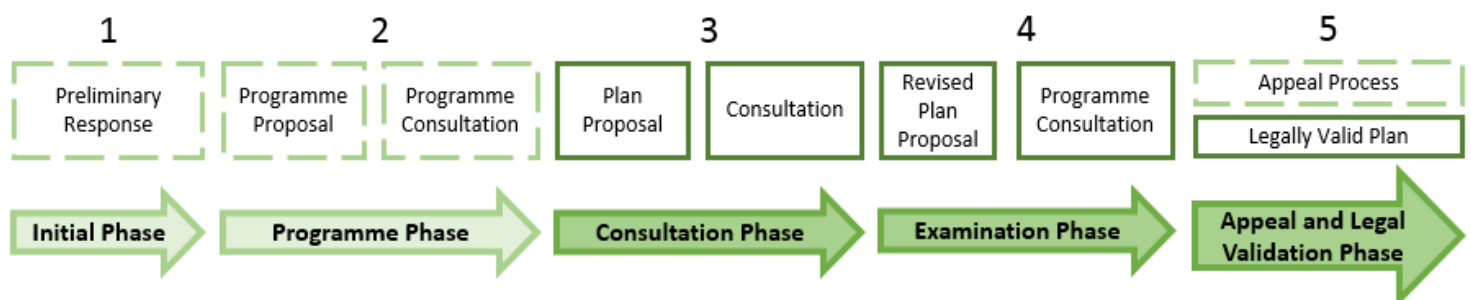 1
2
3
4
5
Preliminary
Response
Programme
Proposal
Programme
Consultation
Plan
Proposal
Consultation
Revised
Plan
Proposal
Programme
Consultation
Appeal Process
Legally Valid Plan
Initial Phase
Programme Phase
Consultation Phase
Examination Phase
Appeal and Legal
Validation Phase